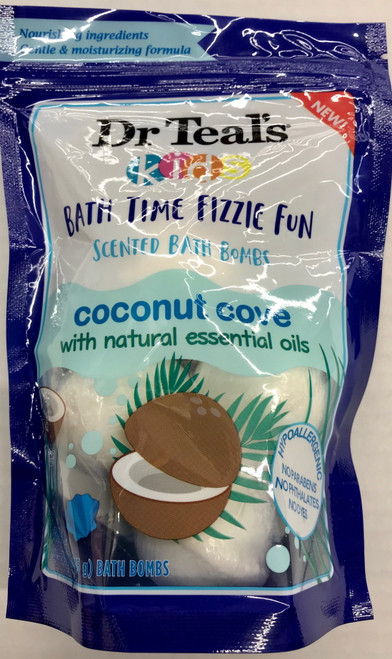 Nourishing ingredients
Gentle & moisturizing formula
NEW!
Dr Teal's
KIDS
BATH TIME FIZZIE FUN
SCENTED BATH BOMBS
coconut cove
with natural essential oils
HYPOALLERGENIC
NO PARABENS
NO PHTHALATES
NO DYES
g) BATH BOMBS